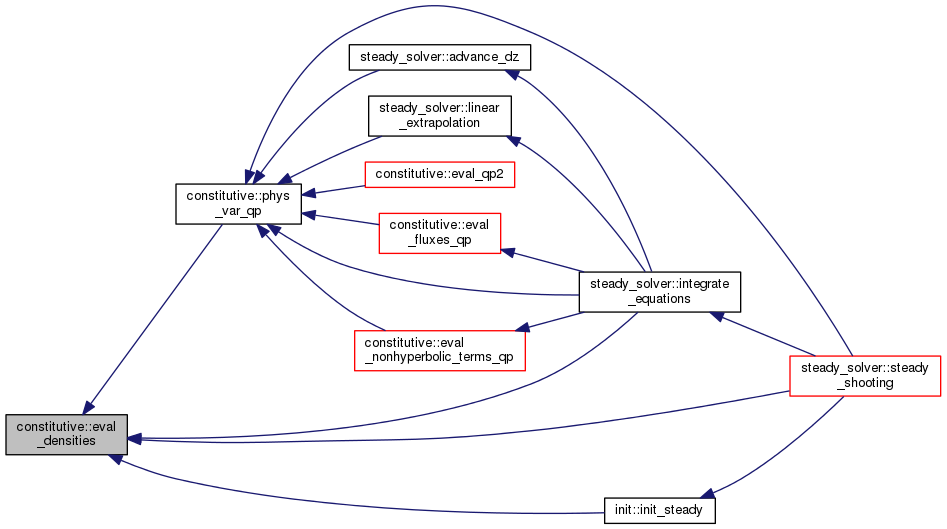 steady_solver::advance_dz
steady_solver::linear
_extrapolation
constitutive::eval_qp2
constitutive::phys
_var_qp
constitutive::eval
_fluxes_qp
steady_solver::integrate
_equations
constitutive::eval
_nonhyperbolic_terms_qp
steady_solver::steady
_shooting
constitutive::eval
_densities
init::init_steady